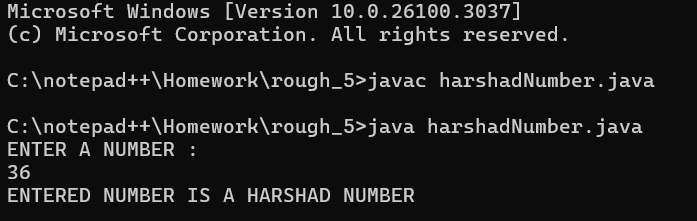 Microsoft Windows [Version 10.0.26100.3037]
(c) Microsoft Corporation. All rights reserved.
C:\notepad++\Homework\rough_5>javac harshadNumber.java
C:\notepad++\Homework\rough_5>java harshadNumber.java
ENTER A NUMBER :
36
ENTERED NUMBER IS A HARSHAD NUMBER